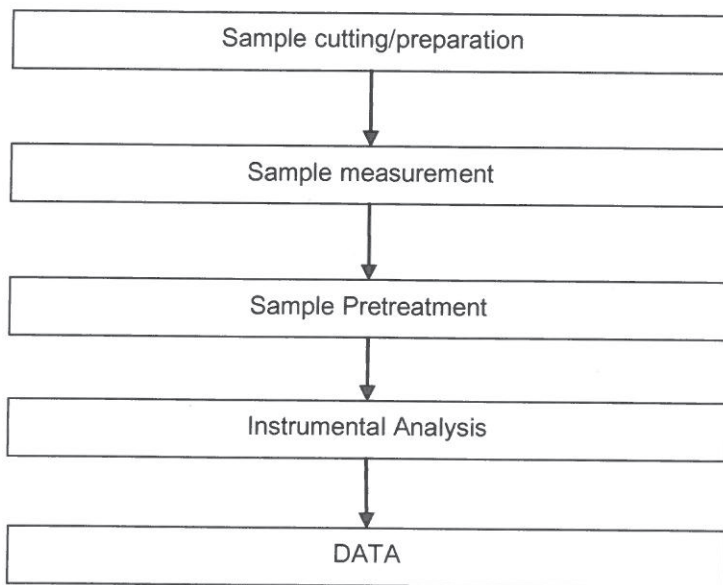 Sample cutting/preparation
Sample measurement
Sample Pretreatment
Instrumental Analysis
DATA